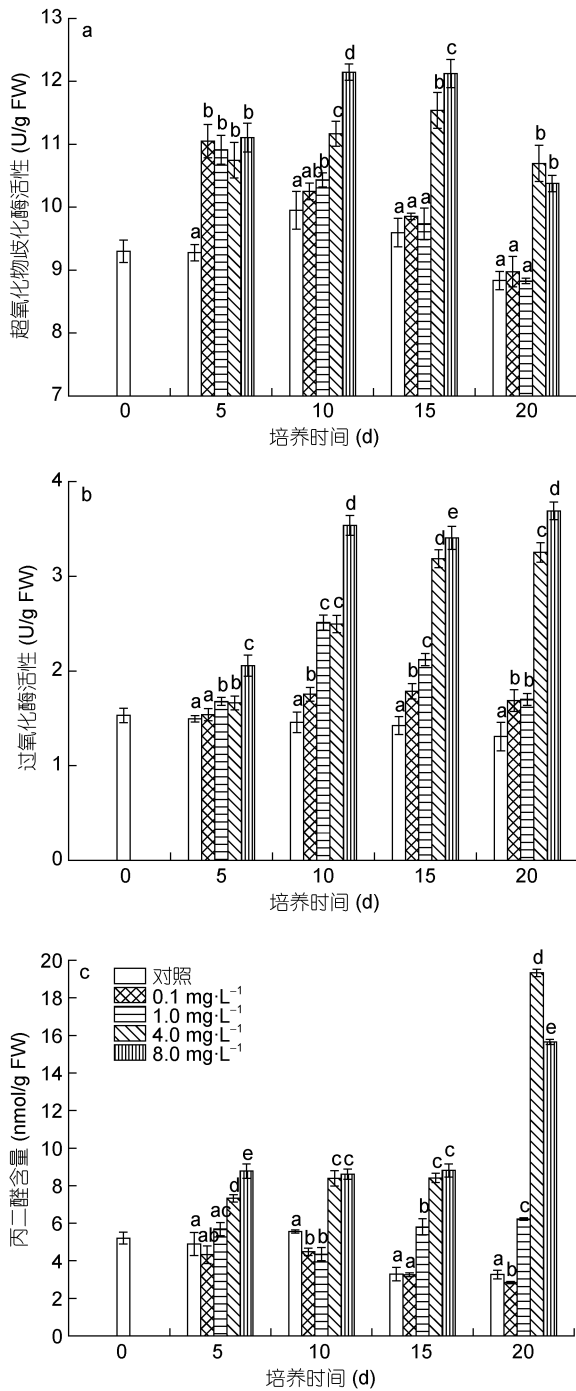 a
超氧化物歧化酶活性 (U/g FW)
13
12
11
10
9
8
7
a b b b b
a ab b c d
a a a b c
a a a b b
0 5 10 15 20
培养时间 (d)
b
过氧化酶活性 (U/g FW)
4
3
2
1
0
a a b b c
a b c c d
a b c d e
a b b c d
0 5 10 15 20
培养时间 (d)
c
丙二醛含量 (nmol/g FW)
20
18
16
14
12
10
8
6
4
2
0
对照
0.1 mg·L⁻¹
1.0 mg·L⁻¹
4.0 mg·L⁻¹
8.0 mg·L⁻¹
a ab ac d e
a b b c c
a a b c c
a b c d e
0 5 10 15 20
培养时间 (d)